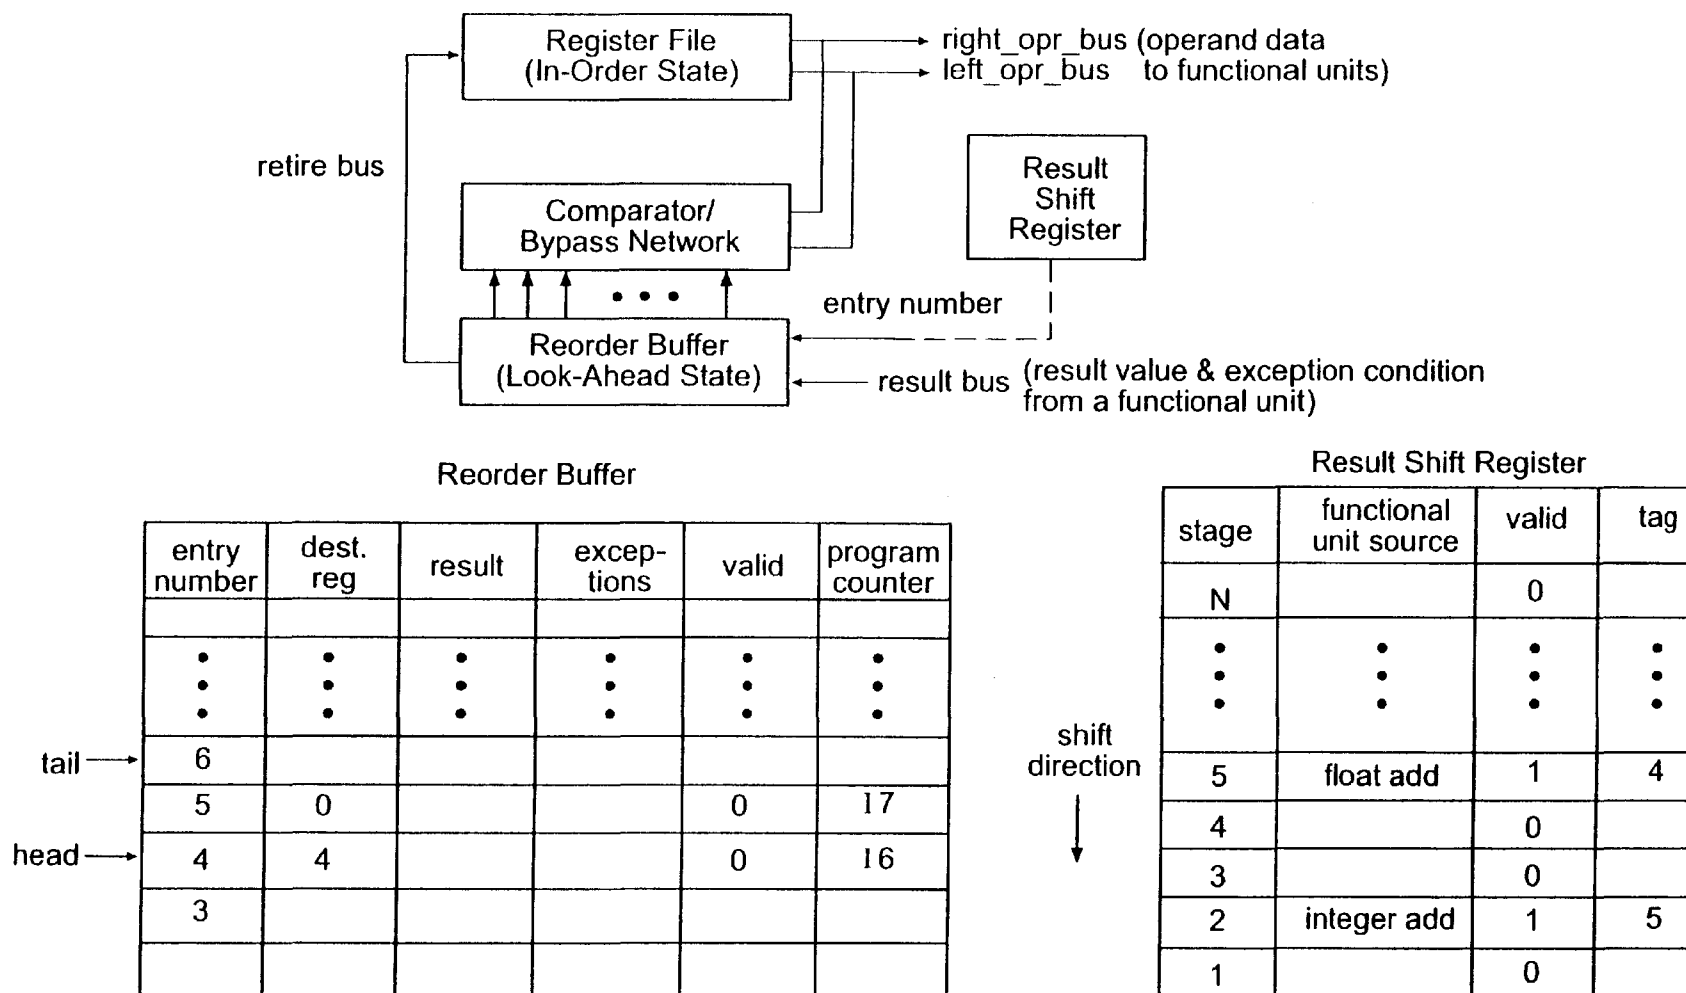 Register File
(In-Order State)
right_opr_bus (operand data
left_opr_bus to functional units)
retire bus
Comparator/
Bypass Network
Result
Shift
Register
entry number
Reorder Buffer
(Look-Ahead State)
result bus (result value & exception condition
from a functional unit)
Reorder Buffer
entry number dest. reg result excep-tions valid program counter
tail 6
5 0 0 17
head 4 4 0 16
3
Result Shift Register
stage functional unit source valid tag
N 0
shift
direction
5 float add 1 4
4 0
3 0
2 integer add 1 5
1 0